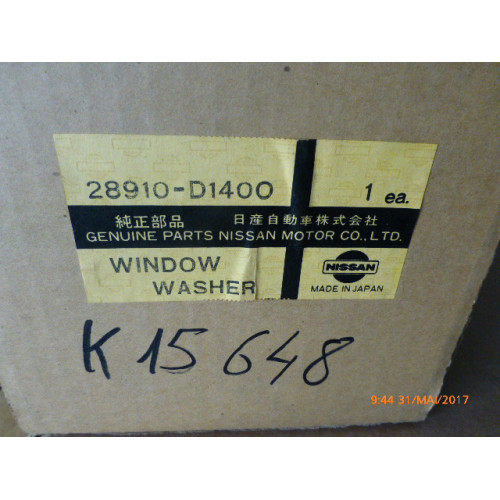 28910-D1400 1 ea.
純正部品 日産自動車株式会社
GENUINE PARTS NISSAN MOTOR CO., LTD.
WINDOW WASHER
NISSAN
MADE IN JAPAN
K 15 648
9:44 31/MAI/2017